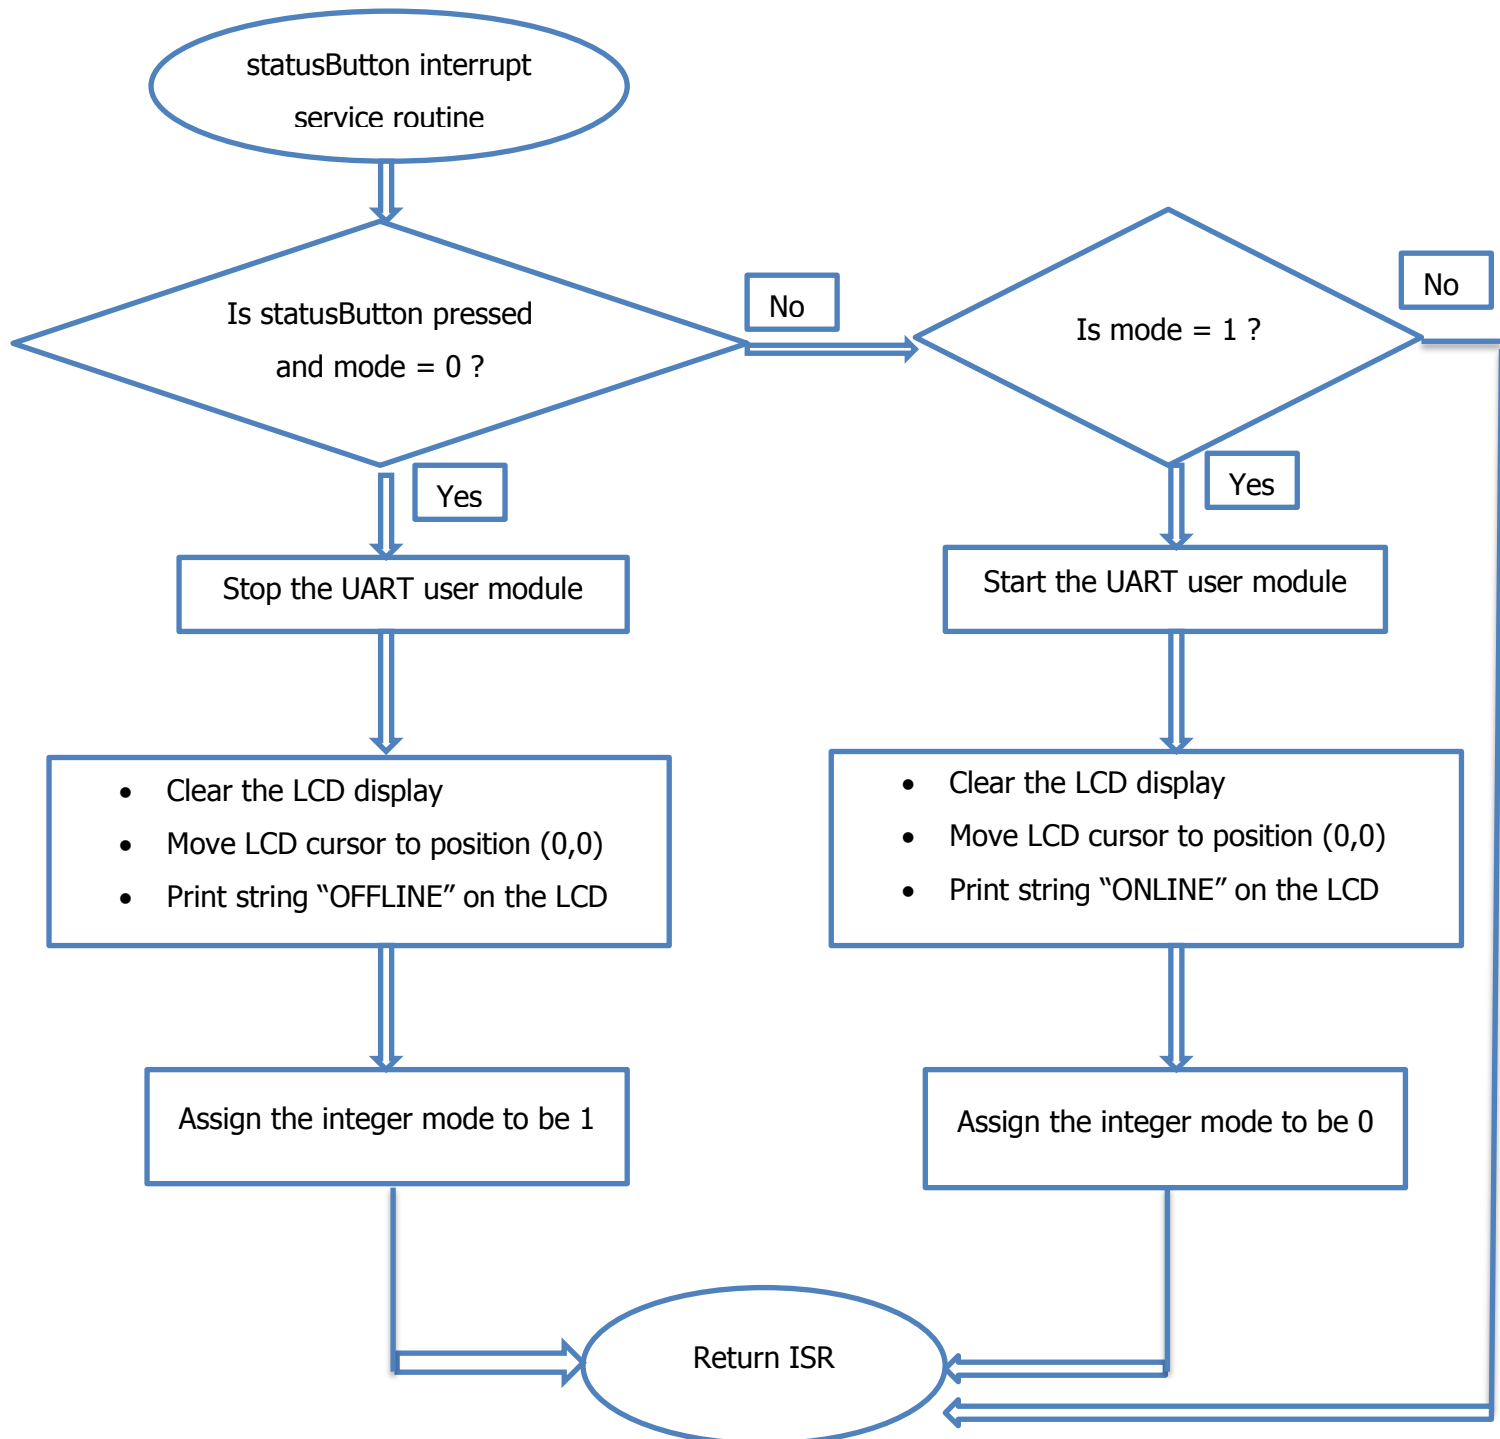 statusButton interrupt
service routine
Is statusButton pressed
and mode = 0 ?
No
Is mode = 1 ?
No
Yes
Yes
Stop the UART user module
Start the UART user module
• Clear the LCD display
• Move LCD cursor to position (0,0)
• Print string “OFFLINE” on the LCD
• Clear the LCD display
• Move LCD cursor to position (0,0)
• Print string “ONLINE” on the LCD
Assign the integer mode to be 1
Assign the integer mode to be 0
Return ISR